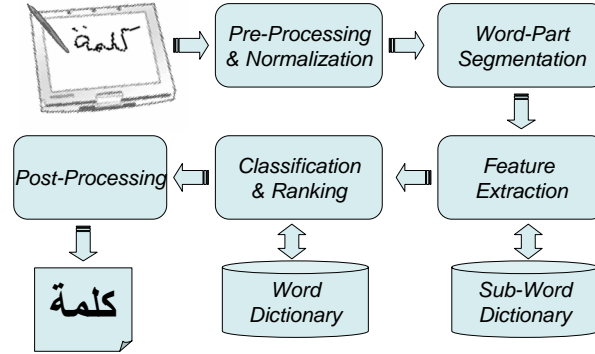 كلمة
Pre-Processing
& Normalization
Word-Part
Segmentation
Post-Processing
Classification
& Ranking
Feature
Extraction
كلمة
Word
Dictionary
Sub-Word
Dictionary